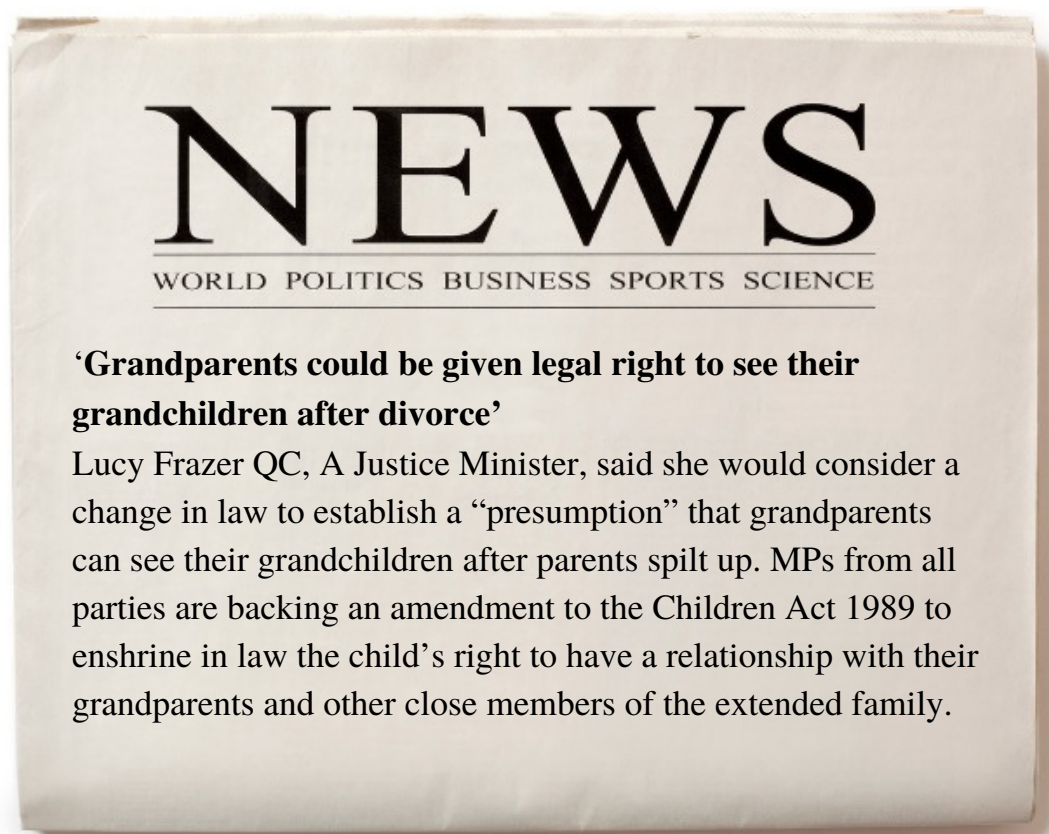 NEWS
WORLD POLITICS BUSINESS SPORTS SCIENCE
‘Grandparents could be given legal right to see their
grandchildren after divorce’
Lucy Frazer QC, A Justice Minister, said she would consider a
change in law to establish a “presumption” that grandparents
can see their grandchildren after parents spilt up. MPs from all
parties are backing an amendment to the Children Act 1989 to
enshrine in law the child’s right to have a relationship with their
grandparents and other close members of the extended family.